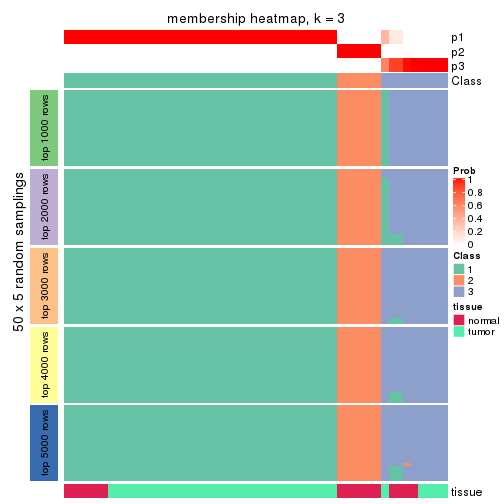 membership heatmap, k = 3
p1
p2
p3
Class
50 x 5 random samplings
top 1000 rows
top 2000 rows
top 3000 rows
top 4000 rows
top 5000 rows
Prob
1
0.8
0.6
0.4
0.2
0
Class
1
2
3
tissue
normal
tumor
tissue